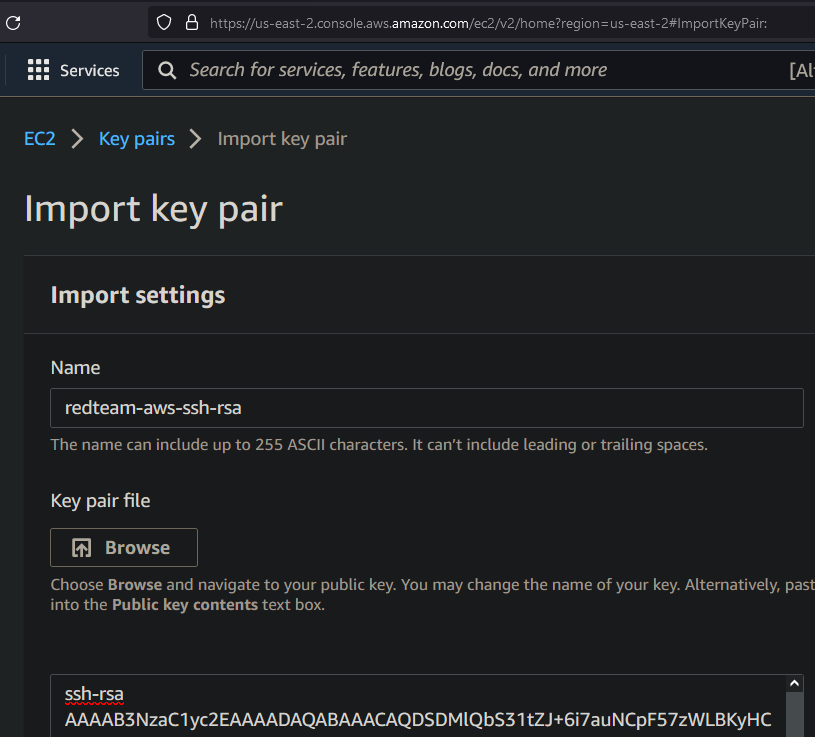 https://us-east-2.console.aws.amazon.com/ec2/v2/home?region=us-east-2#ImportKeyPair:
Services
Search for services, features, blogs, docs, and more
[Al
EC2 > Key pairs > Import key pair
Import key pair
Import settings
Name
redteam-aws-ssh-rsa
The name can include up to 255 ASCII characters. It can't include leading or trailing spaces.
Key pair file
Browse
Choose Browse and navigate to your public key. You may change the name of your key. Alternatively, past
into the Public key contents text box.
ssh-rsa
AAAAB3NzaC1yc2EAAAADAQABAAACAQDSDMlQbS31tZJ+6i7auNCpF57zWLBKyHC